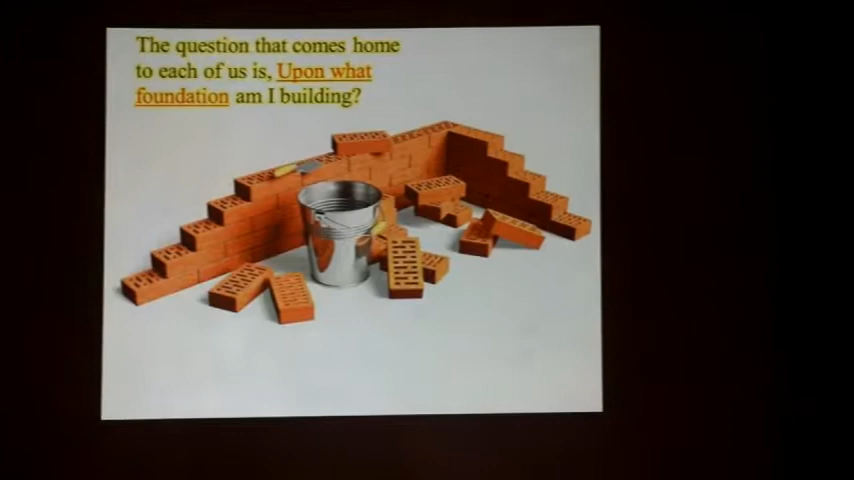 The question that comes home
to each of us is, Upon what
foundation am I building?